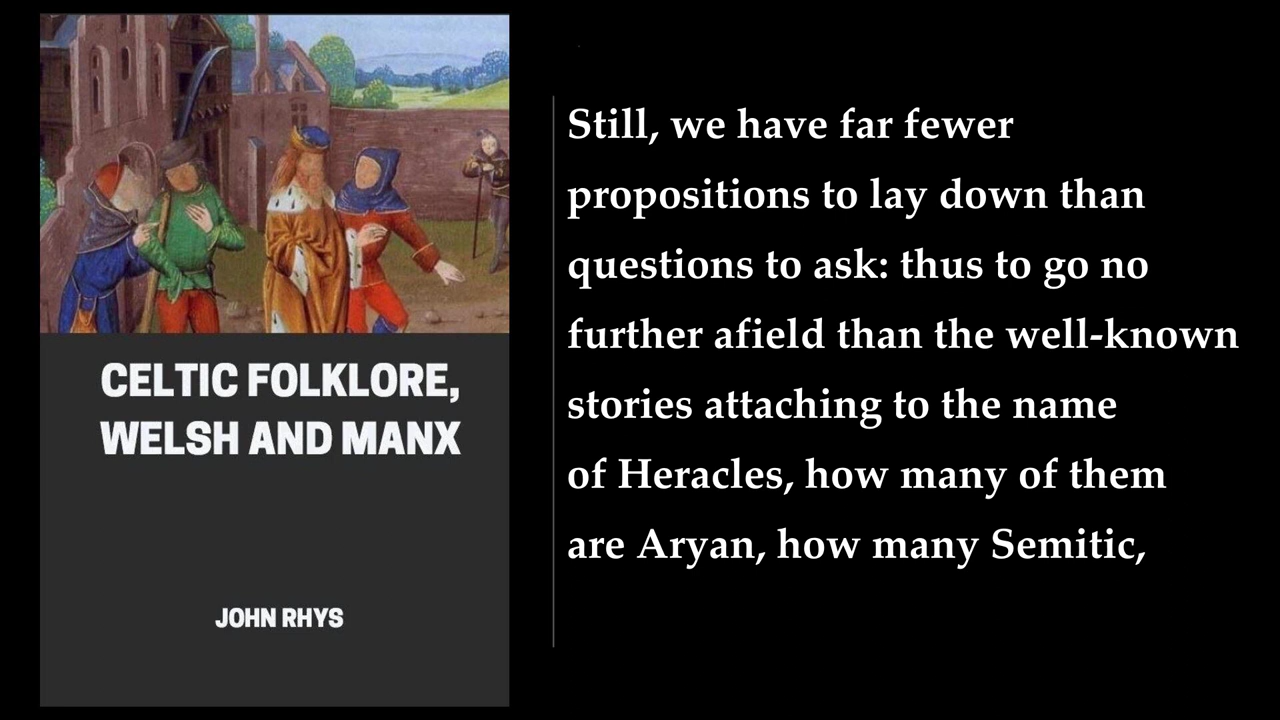 CELTIC FOLKLORE,
WELSH AND MANX
JOHN RHYS
Still, we have far fewer
propositions to lay down than
questions to ask: thus to go no
further afield than the well-known
stories attaching to the name
of Heracles, how many of them
are Aryan, how many Semitic,